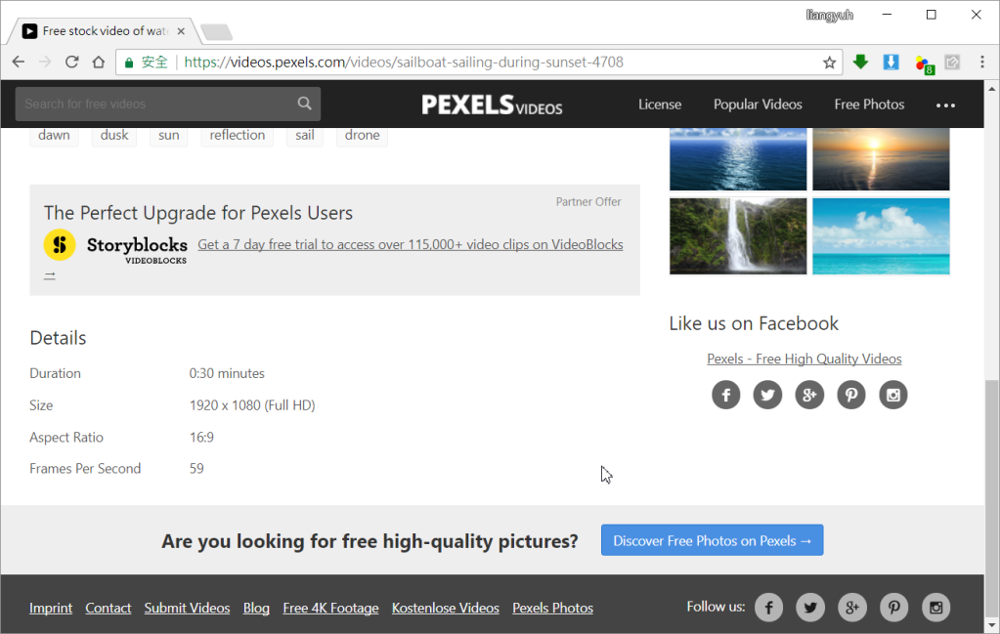 liangyuh
Free stock video of wat
安全 https://videos.pexels.com/videos/sailboat-sailing-during-sunset-4708
8
Search for free videos
PEXELS VIDEOS
License Popular Videos Free Photos
dawn dusk sun reflection sail drone
Partner Offer
The Perfect Upgrade for Pexels Users
Storyblocks
VIDEOBLOCKS
Get a 7 day free trial to access over 115,000+ video clips on VideoBlocks
→
Details
Duration 0:30 minutes
Size 1920 x 1080 (Full HD)
Aspect Ratio 16:9
Frames Per Second 59
Like us on Facebook
Pexels - Free High Quality Videos
Are you looking for free high-quality pictures?
Discover Free Photos on Pexels →
Imprint Contact Submit Videos Blog Free 4K Footage Kostenlose Videos Pexels Photos
Follow us: